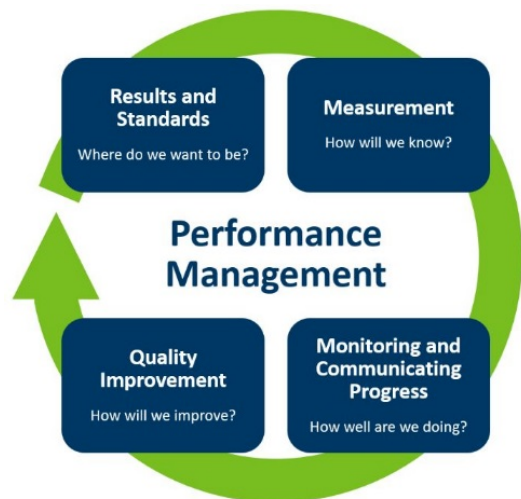 Results and
Standards
Where do we want to be?
Measurement
How will we know?
Performance
Management
Quality
Improvement
How will we improve?
Monitoring and
Communicating
Progress
How well are we doing?